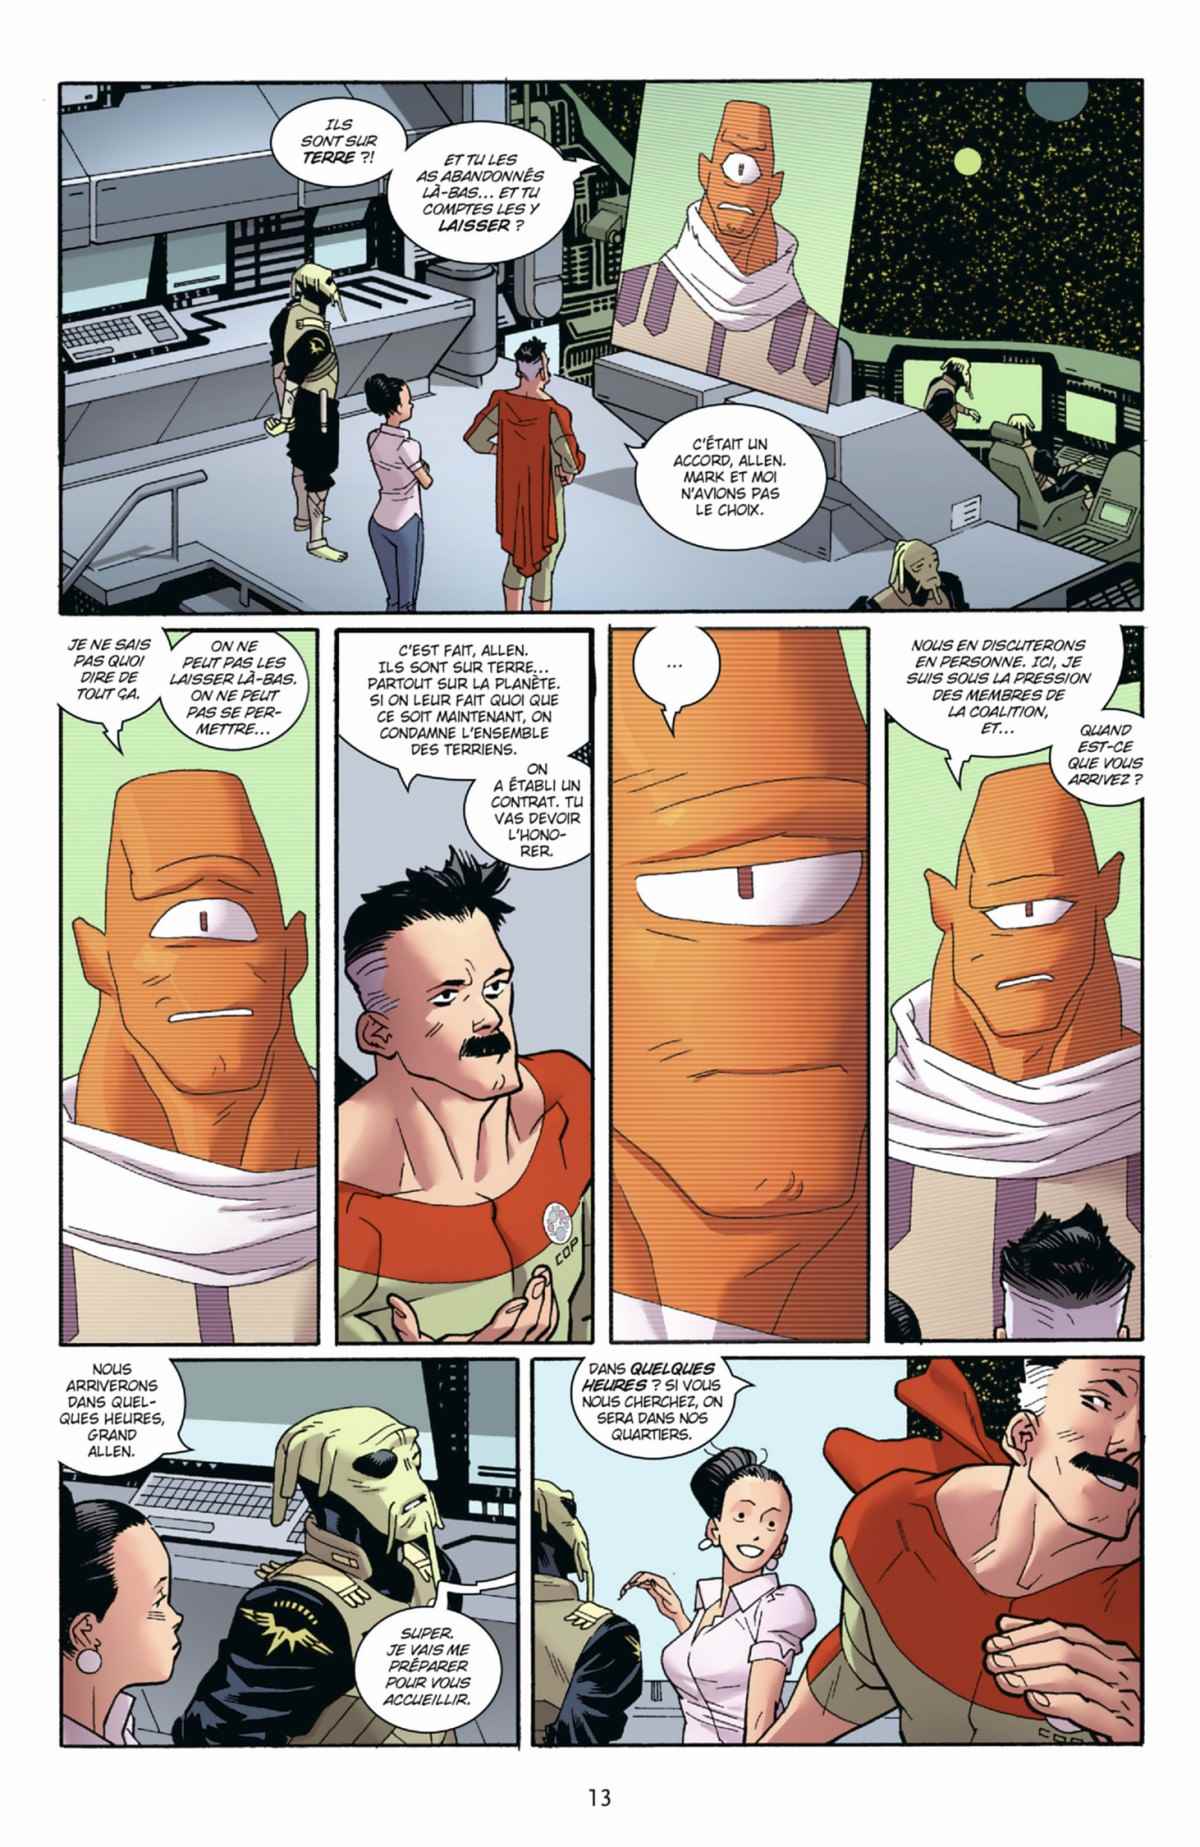 ILS
SONT SUR
TERRE ?!
ET TU LES
AS ABANDONNÉS
LÀ-BAS... ET TU
COMPTES LES Y
LAISSER ?
C'ÉTAIT UN
ACCORD, ALLEN.
MARK ET MOI
N'AVIONS PAS
LE CHOIX.
JE NE SAIS
PAS QUOI
DIRE DE
TOUT ÇA.
ON NE
PEUT PAS LES
LAISSER LÀ-BAS.
ON NE PEUT
PAS SE PER-
METTRE...
C'EST FAIT, ALLEN.
ILS SONT SUR TERRE...
PARTOUT SUR LA PLANÈTE.
SI ON LEUR FAIT QUOI QUE
CE SOIT MAINTENANT, ON
CONDAMNE L'ENSEMBLE
DES TERRIENS.
ON
A ÉTABLI UN
CONTRAT. TU
VAS DEVOIR
L'HONO-
RER.
COP
...
NOUS EN DISCUTERONS
EN PERSONNE. ICI, JE
SUIS SOUS LA PRESSION
DES MEMBRES DE
LA COALITION,
ET...
QUAND
EST-CE
QUE VOUS
ARRIVEZ ?
NOUS
ARRIVERONS
DANS QUEL-
QUES HEURES,
GRAND
ALLEN.
SUPER.
JE VAIS ME
PRÉPARER
POUR VOUS
ACCUEILLIR.
DANS QUELQUES
HEURES ? SI VOUS
NOUS CHERCHEZ, ON
SERA DANS NOS
QUARTIERS.
COP
13